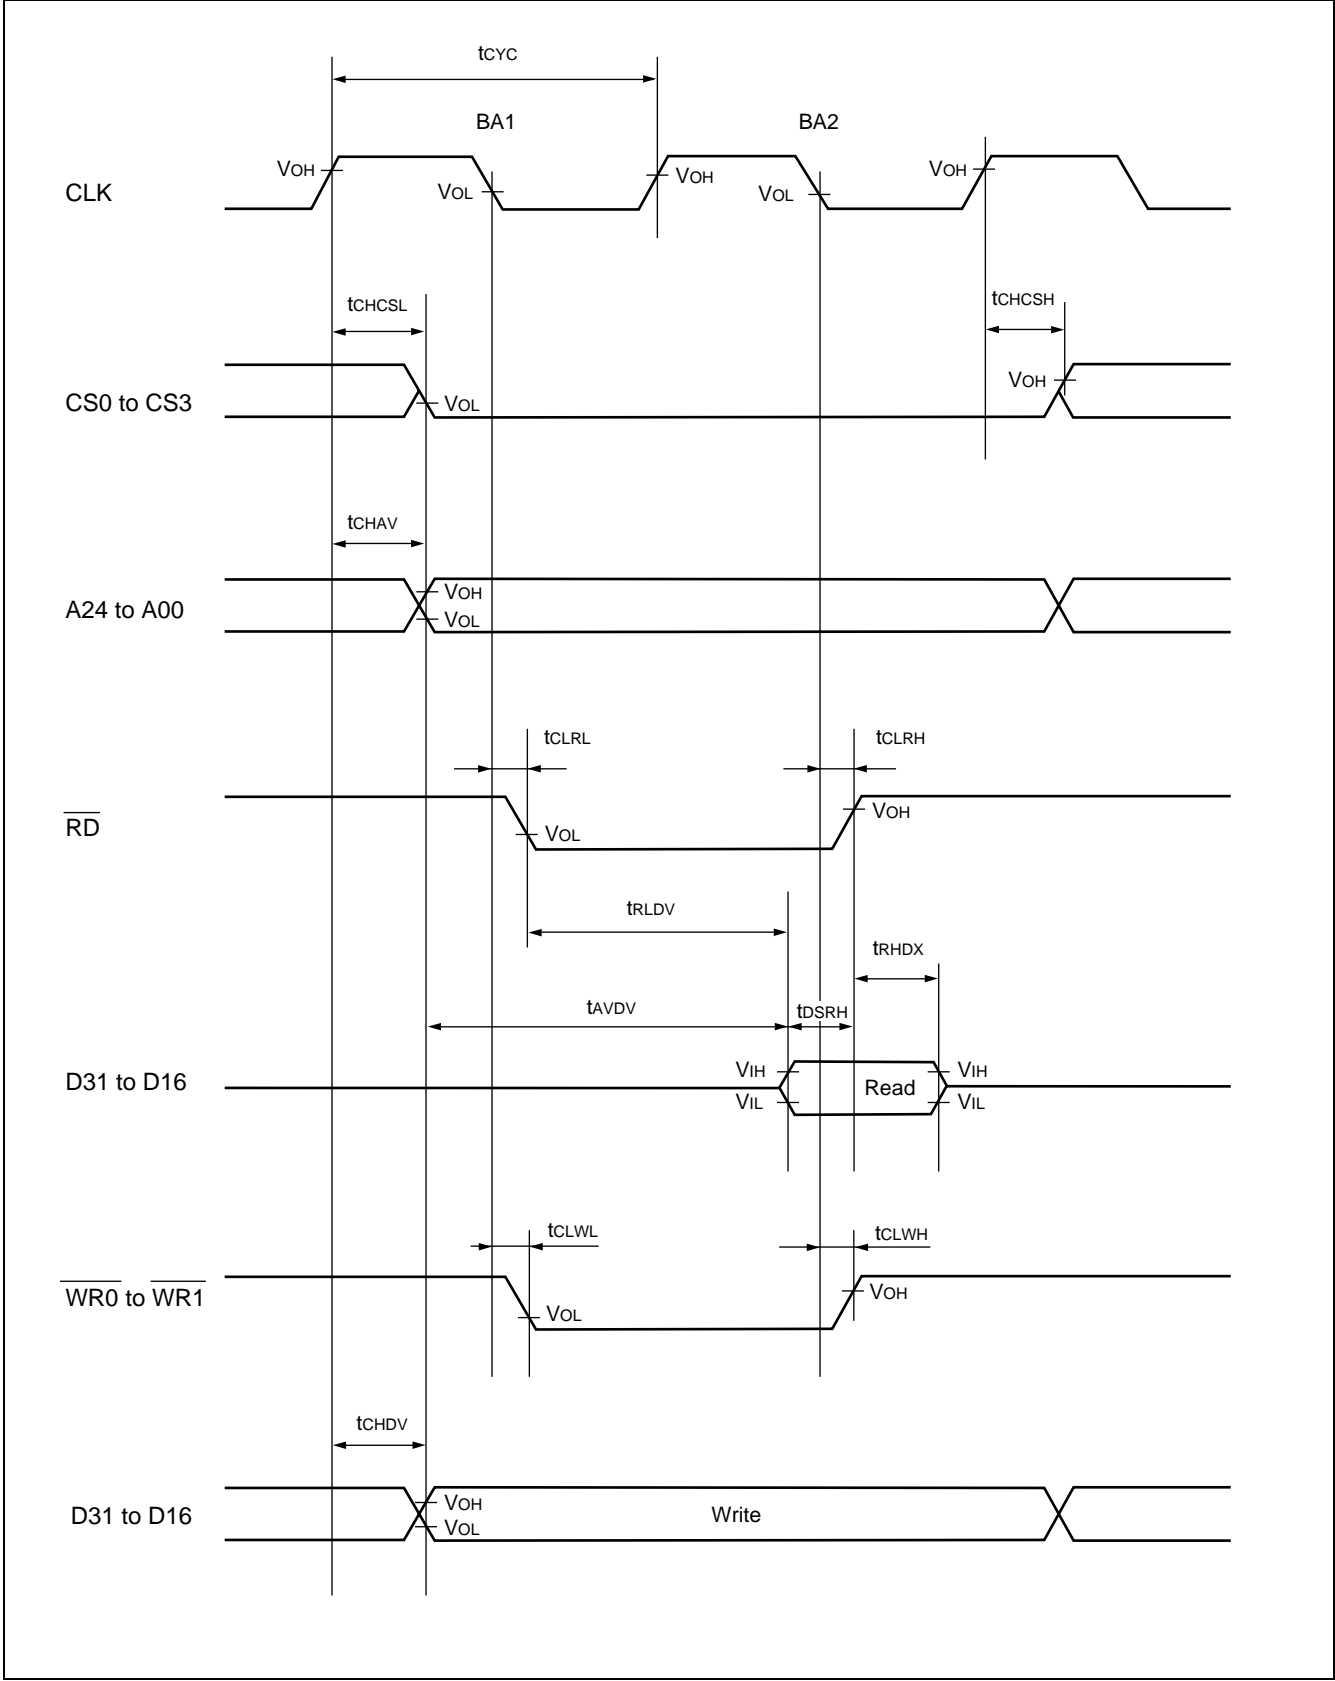 tCYC
BA1
BA2
CLK
VOH
VOL
VOH
VOL
VOH
tCHCSL
tCHCSH
CS0 to CS3
VOL
VOH
tCHAV
A24 to A00
VOH
VOL
tCLRL
tCLRH
RD
VOL
VOH
tRLDV
tRHDX
tAVDV
tDSRH
D31 to D16
VIH
VIL
Read
VIH
VIL
tCLWL
tCLWH
WR0 to WR1
VOL
VOH
tCHDV
D31 to D16
VOH
VOL
Write